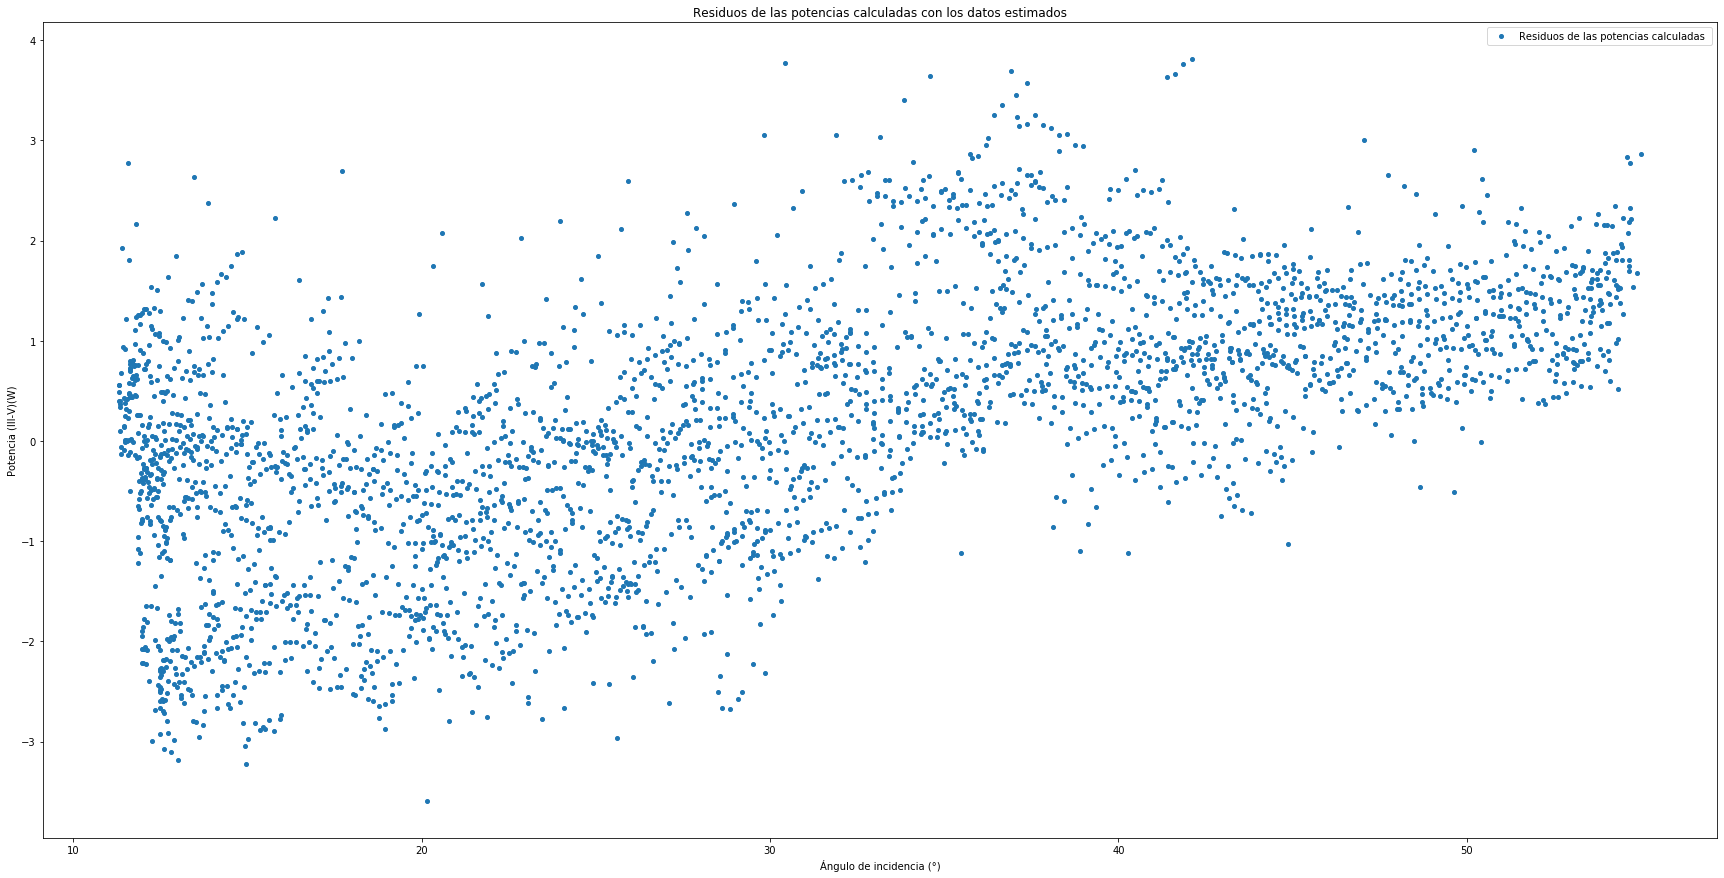 Residuos de las potencias calculadas con los datos estimados
Residuos de las potencias calculadas
4
3
2
1
0
−1
−2
−3
Potencia (III-V)(W)
10 20 30 40 50
Ángulo de incidencia (°)